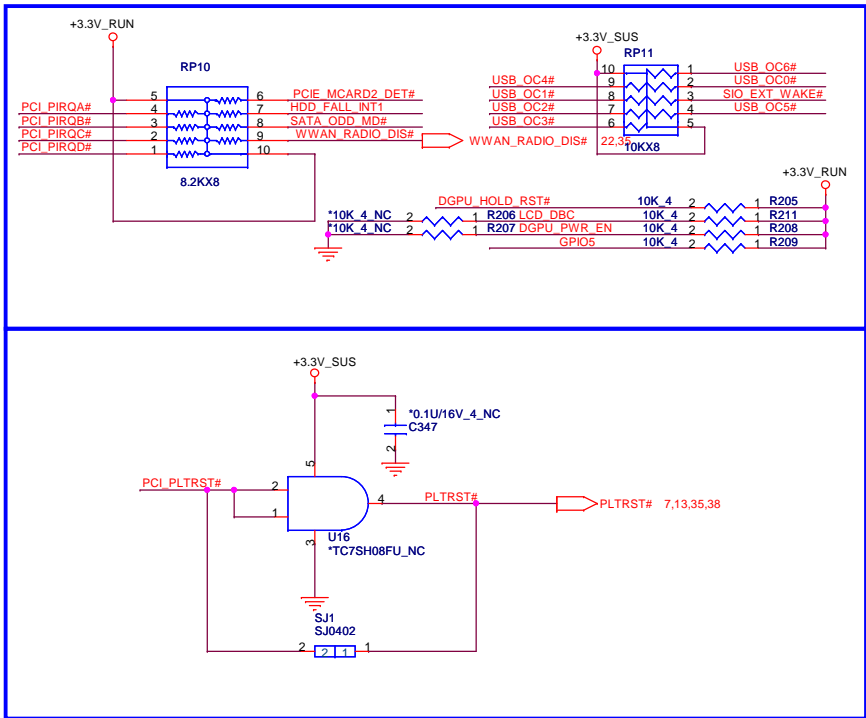 +3.3V_RUN
RP10
5 6 PCIE_MCARD2_DET#
PCI_PIRQA# 4 7 HDD_FALL_INT1
PCI_PIRQB# 3 8 SATA_ODD_MD#
PCI_PIRQC# 2 9 WWAN_RADIO_DIS# WWAN_RADIO_DIS# 22,35
PCI_PIRQD# 1 10
8.2KX8
+3.3V_SUS
RP11
10 1 USB_OC6#
USB_OC4# 9 2 USB_OC0#
USB_OC1# 8 3 SIO_EXT_WAKE#
USB_OC2# 7 4 USB_OC5#
USB_OC3# 6 5
10KX8
+3.3V_RUN
DGPU_HOLD_RST# 10K_4 2 1 R205
*10K_4_NC 2 1 R206 LCD_DBC 10K_4 2 1 R211
*10K_4_NC 2 1 R207 DGPU_PWR_EN 10K_4 2 1 R208
GPIO5 10K_4 2 1 R209
+3.3V_SUS
1
*0.1U/16V_4_NC
C347
2
5
PCI_PLTRST# 2
4 PLTRST# PLTRST# 7,13,35,38
1
3
U16
*TC7SH08FU_NC
SJ1
SJ0402
2 2 1 1